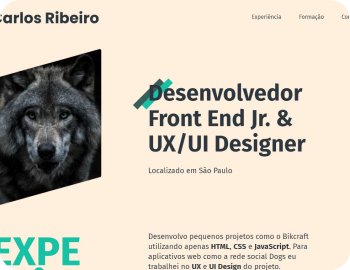 Carlos Ribeiro
Experiência Formação
Desenvolvedor
Front End Jr. &
UX/UI Designer
Localizado em São Paulo
EXPE
Desenvolvo pequenos projetos como o Bikcraft
utilizando apenas HTML, CSS e JavaScript. Para
aplicativos web como a rede social Dogs eu
trabalhei no UX e UI Design do projeto.